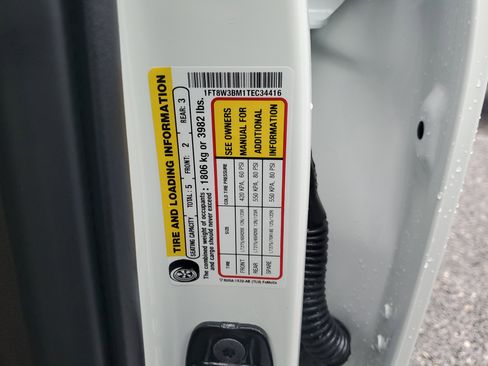 1FT8W3BM1TEC34416
TIRE AND LOADING INFORMATION
SEATING CAPACITY TOTAL: 5 FRONT: 2 REAR: 3
The combined weight of occupants
and cargo should never exceed : 1806 kg or 3982 lbs.
TIRE SIZE COLD TIRE PRESSURE SEE OWNERS
FRONT 420 KPA, 60 PSI MANUAL FOR
REAR 550 KPA, 80 PSI ADDITIONAL
SPARE 550 KPA, 80 PSI INFORMATION